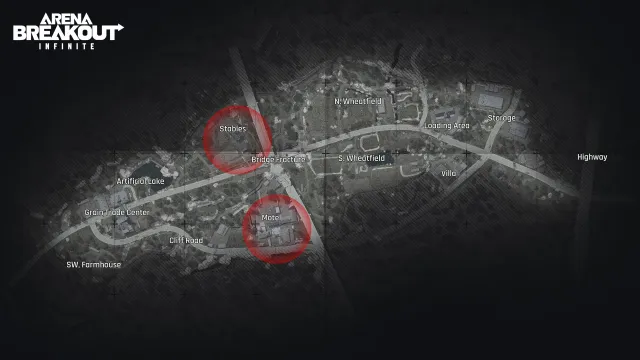 ARENA
BREAKOUT
INFINITE
N. Wheatfield
Stables
Loading Area
Storage
Bridge Fracture
S. Wheatfield
Highway
Villa
Artificial Lake
Grain Trade Center
Motel
Cliff Road
SW. Farmhouse